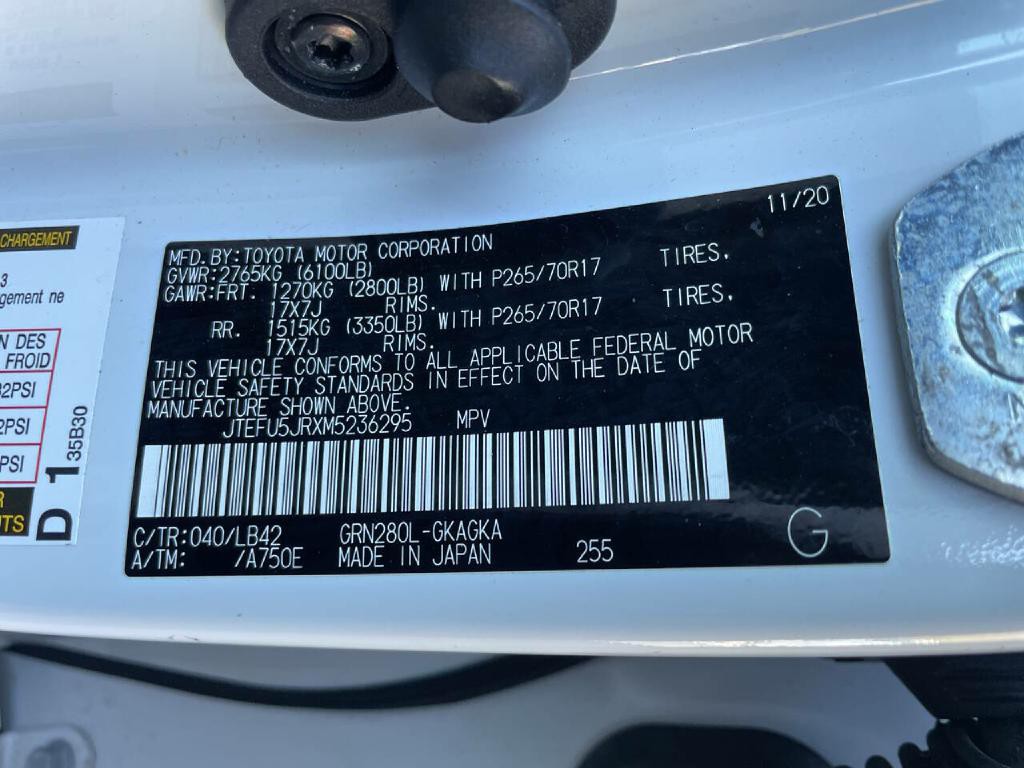 11/20
MFD.BY:TOYOTA MOTOR CORPORATION
GVWR:2765KG (6100LB)
GAWR:FRT. 1270KG (2800LB) WITH P265/70R17 TIRES,
17X7J RIMS.
RR. 1515KG (3350LB) WITH P265/70R17 TIRES,
17X7J RIMS.
THIS VEHICLE CONFORMS TO ALL APPLICABLE FEDERAL MOTOR
VEHICLE SAFETY STANDARDS IN EFFECT ON THE DATE OF
MANUFACTURE SHOWN ABOVE.
JTEFU5JRXM5236295 MPV
C/TR:040/LB42 GRN280L-GKAGKA
A/TM: /A750E MADE IN JAPAN 255
G
CHARGEMENT
3
gement ne
N DES
FROID
2PSI
2PSI
PSI
R
UTS
D 1 35B30